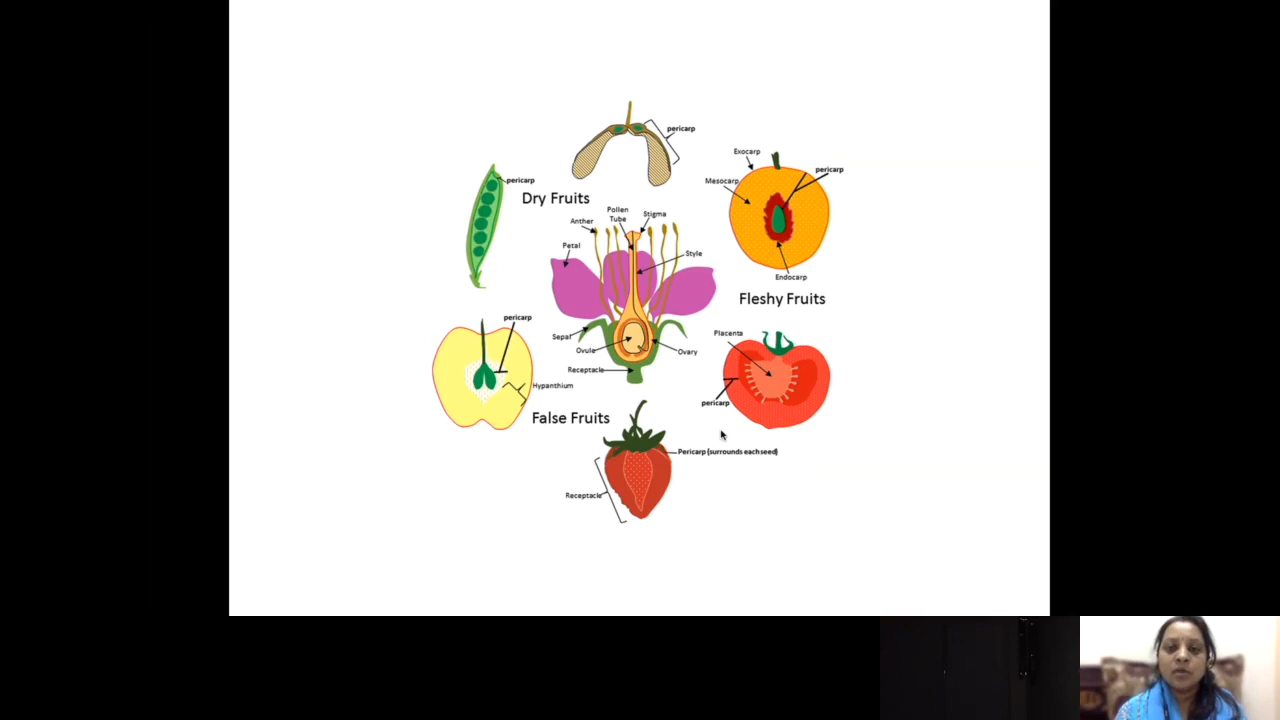 pericarp
pericarp
Dry Fruits
Exocarp
pericarp
Mesocarp
Endocarp
Fleshy Fruits
Pollen
Tube
Stigma
Anther
Petal
Style
Sepal
Ovule
Ovary
Receptacle
pericarp
Hypanthium
False Fruits
Placenta
pericarp
Pericarp (surrounds each seed)
Receptacle